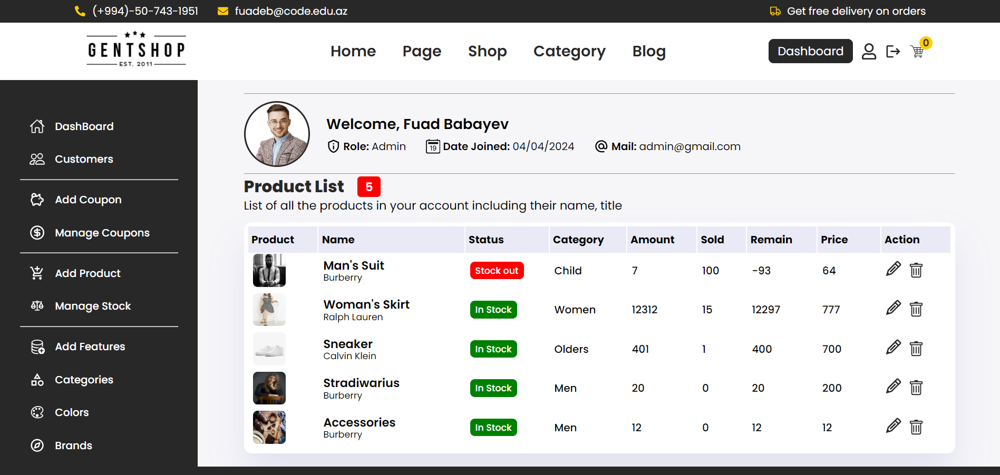 (+994)-50-743-1951 fuadeb@code.edu.az Get free delivery on orders
GENTSHOP
EST. 2011
Home Page Shop Category Blog Dashboard 0
DashBoard
Customers
Add Coupon
Manage Coupons
Add Product
Manage Stock
Add Features
Categories
Colors
Brands
Welcome, Fuad Babayev
Role: Admin 19 Date Joined: 04/04/2024 Mail: admin@gmail.com
Product List 5
List of all the products in your account including their name, title
Product Name Status Category Amount Sold Remain Price Action
Man's Suit
Burberry
Stock out Child 7 100 -93 64
Woman's Skirt
Ralph Lauren
In Stock Women 12312 15 12297 777
Sneaker
Calvin Klein
In Stock Olders 401 1 400 700
Stradiwarius
Burberry
In Stock Men 20 0 20 200
Accessories
Burberry
In Stock Men 12 0 12 12